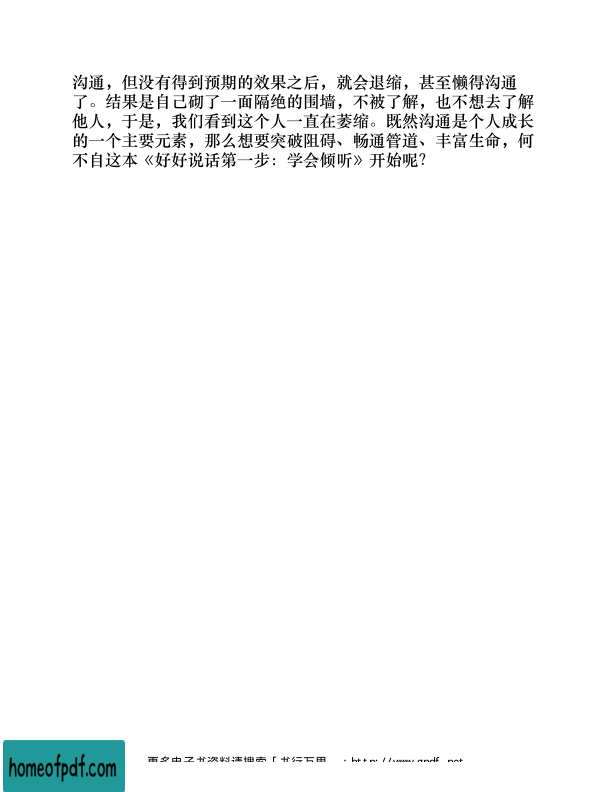 沟通，但没有得到预期的效果之后，就会退缩，甚至懒得沟通
了。结果是自己砌了一面隔绝的围墙，不被了解，也不想去了解
他人，于是，我们看到这个人一直在萎缩。既然沟通是个人成长
的一个主要元素，那么想要突破阻碍、畅通管道、丰富生命，何
不自这本《好好说话第一步：学会倾听》开始呢？
更多电子书资料请搜索「书行万里
homeofpdf.com